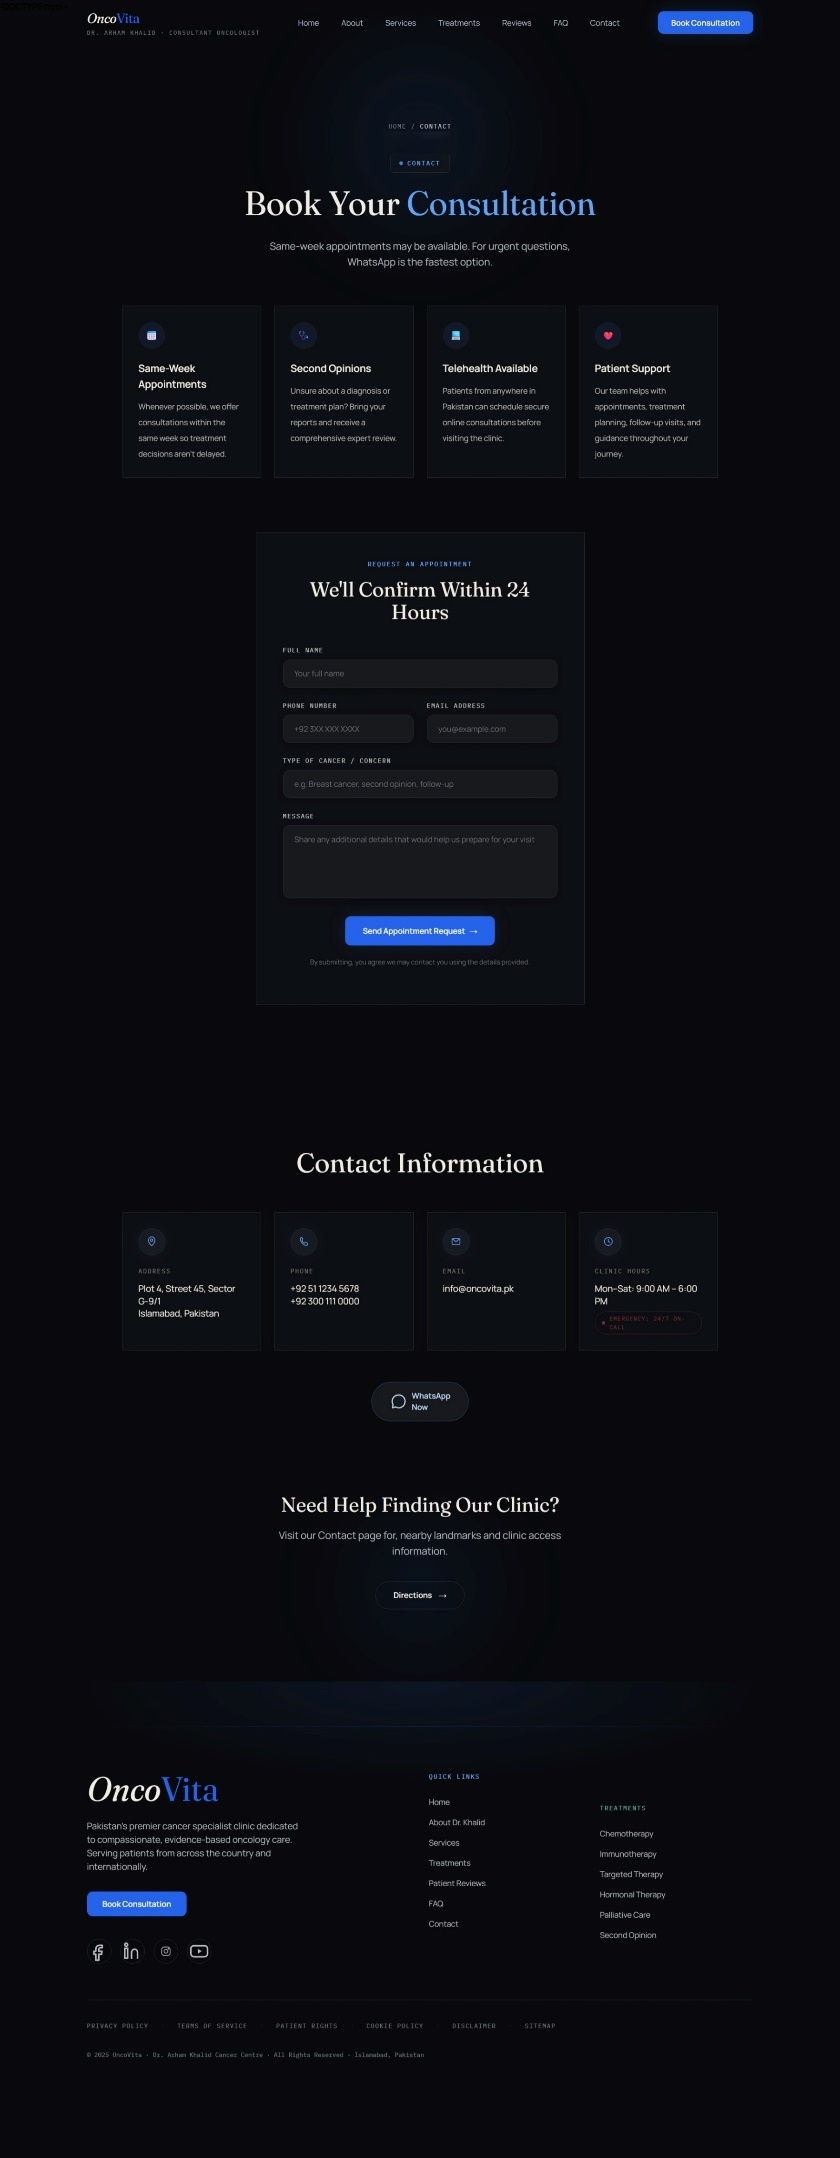 OncoVita
DR. ARHAM KHALID · CONSULTANT ONCOLOGIST
Home
About
Services
Treatments
Reviews
FAQ
Contact
Book Consultation
HOME / CONTACT
CONTACT
Book Your Consultation
Same-week appointments may be available. For urgent questions,
WhatsApp is the fastest option.
Same-Week
Appointments
Whenever possible, we offer
consultations within the
same week so treatment
decisions aren't delayed.
Second Opinions
Unsure about a diagnosis or
treatment plan? Bring your
reports and receive a
comprehensive expert review.
Telehealth Available
Patients from anywhere in
Pakistan can schedule secure
online consultations before
visiting the clinic.
Patient Support
Our team helps with
appointments, treatment
planning, follow-up visits, and
guidance throughout your
journey.
REQUEST AN APPOINTMENT
We'll Confirm Within 24
Hours
FULL NAME
Your full name
PHONE NUMBER
+92 3XX XXX XXXX
EMAIL ADDRESS
you@example.com
TYPE OF CANCER / CONCERN
e.g. Breast cancer, second opinion, follow-up
MESSAGE
Share any additional details that would help us prepare for your visit
Send Appointment Request →
By submitting, you agree we may contact you using the details provided
Contact Information
ADDRESS
Plot 4, Street 45, Sector
G-9/1
Islamabad, Pakistan
PHONE
+92 51 1234 5678
+92 300 111 0000
EMAIL
info@oncovita.pk
CLINIC HOURS
Mon–Sat: 9:00 AM – 6:00
PM
EMERGENCY: 24/7 ON-
CALL
WhatsApp
Now
Need Help Finding Our Clinic?
Visit our Contact page for, nearby landmarks and clinic access
information.
Directions →
OncoVita
Pakistan's premier cancer specialist clinic dedicated
to compassionate, evidence-based oncology care.
Serving patients from across the country and
internationally.
Book Consultation
QUICK LINKS
Home
About Dr. Khalid
Services
Treatments
Patient Reviews
FAQ
Contact
TREATMENTS
Chemotherapy
Immunotherapy
Targeted Therapy
Hormonal Therapy
Palliative Care
Second Opinion
PRIVACY POLICY
TERMS OF SERVICE
PATIENT RIGHTS
COOKIE POLICY
DISCLAIMER
SITEMAP
© 2025 OncoVita · Dr. Arham Khalid Cancer Centre · All Rights Reserved · Islamabad, Pakistan